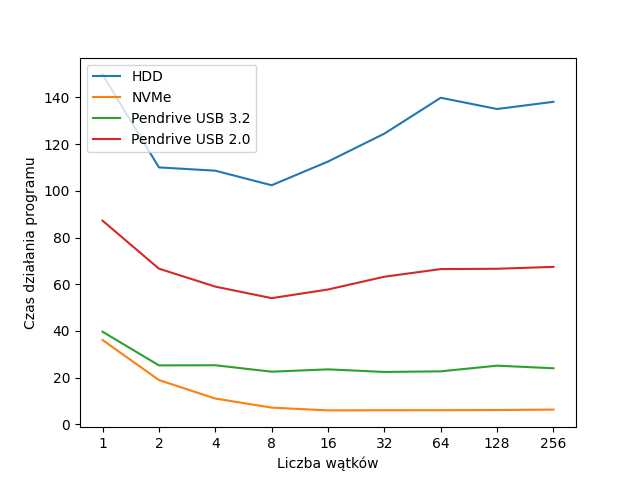 HDD
NVMe
Pendrive USB 3.2
Pendrive USB 2.0
Czas działania programu
140
120
100
80
60
40
20
0
1 2 4 8 16 32 64 128 256
Liczba wątków